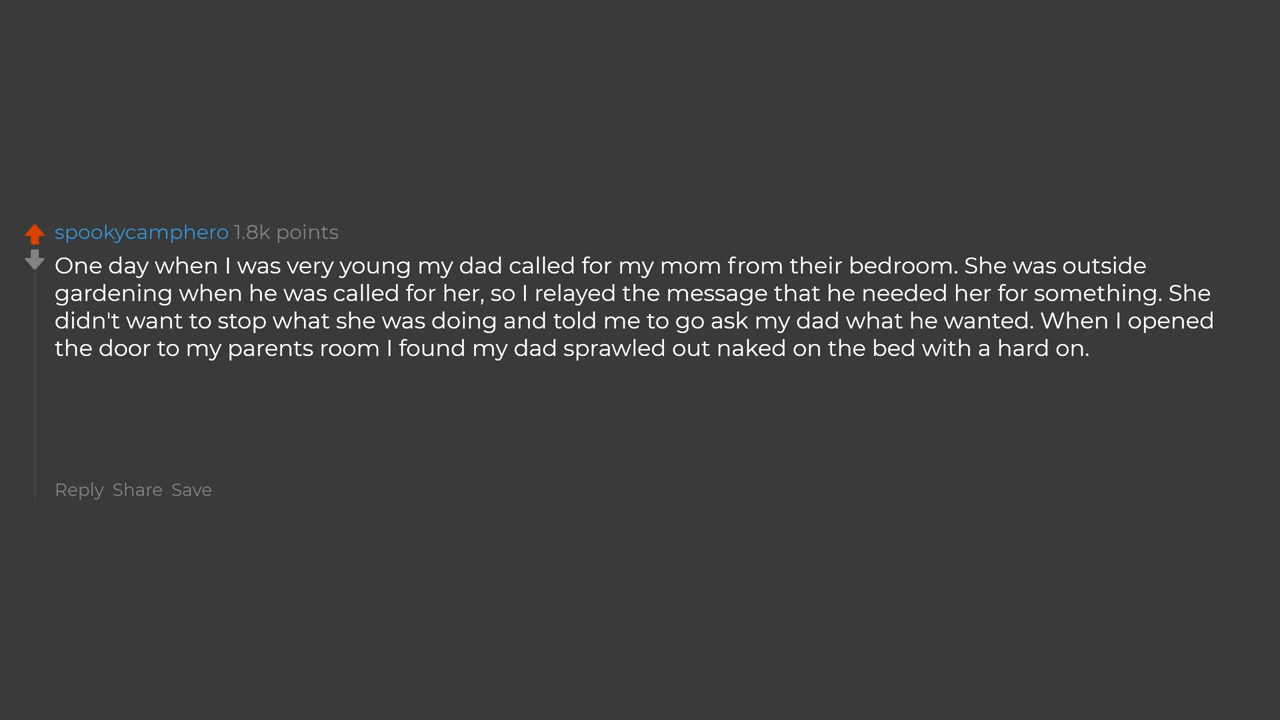 spookycamphero 1.8k points
One day when I was very young my dad called for my mom from their bedroom. She was outside
gardening when he was called for her, so I relayed the message that he needed her for something. She
didn't want to stop what she was doing and told me to go ask my dad what he wanted. When I opened
the door to my parents room I found my dad sprawled out naked on the bed with a hard on.
Reply Share Save